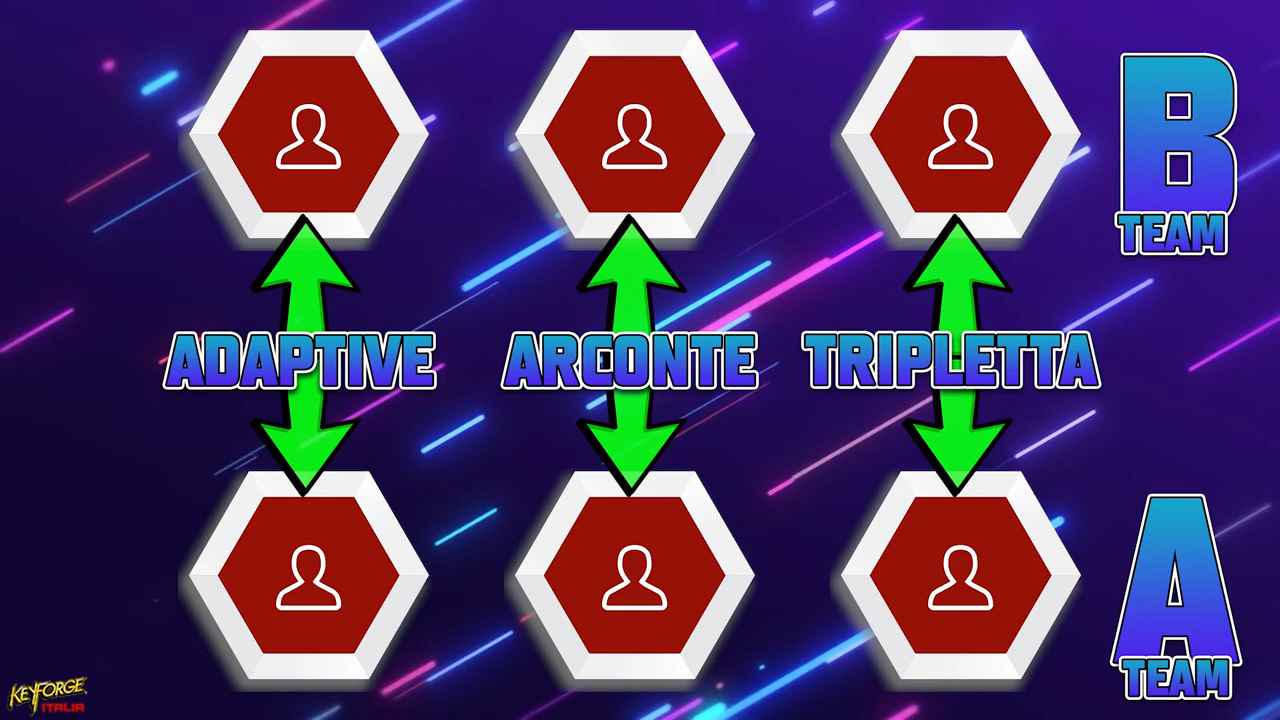 B
TEAM
ADAPTIVE ARCONTE TRIPLETTA
A
TEAM
KEYFORGE
ITALIA